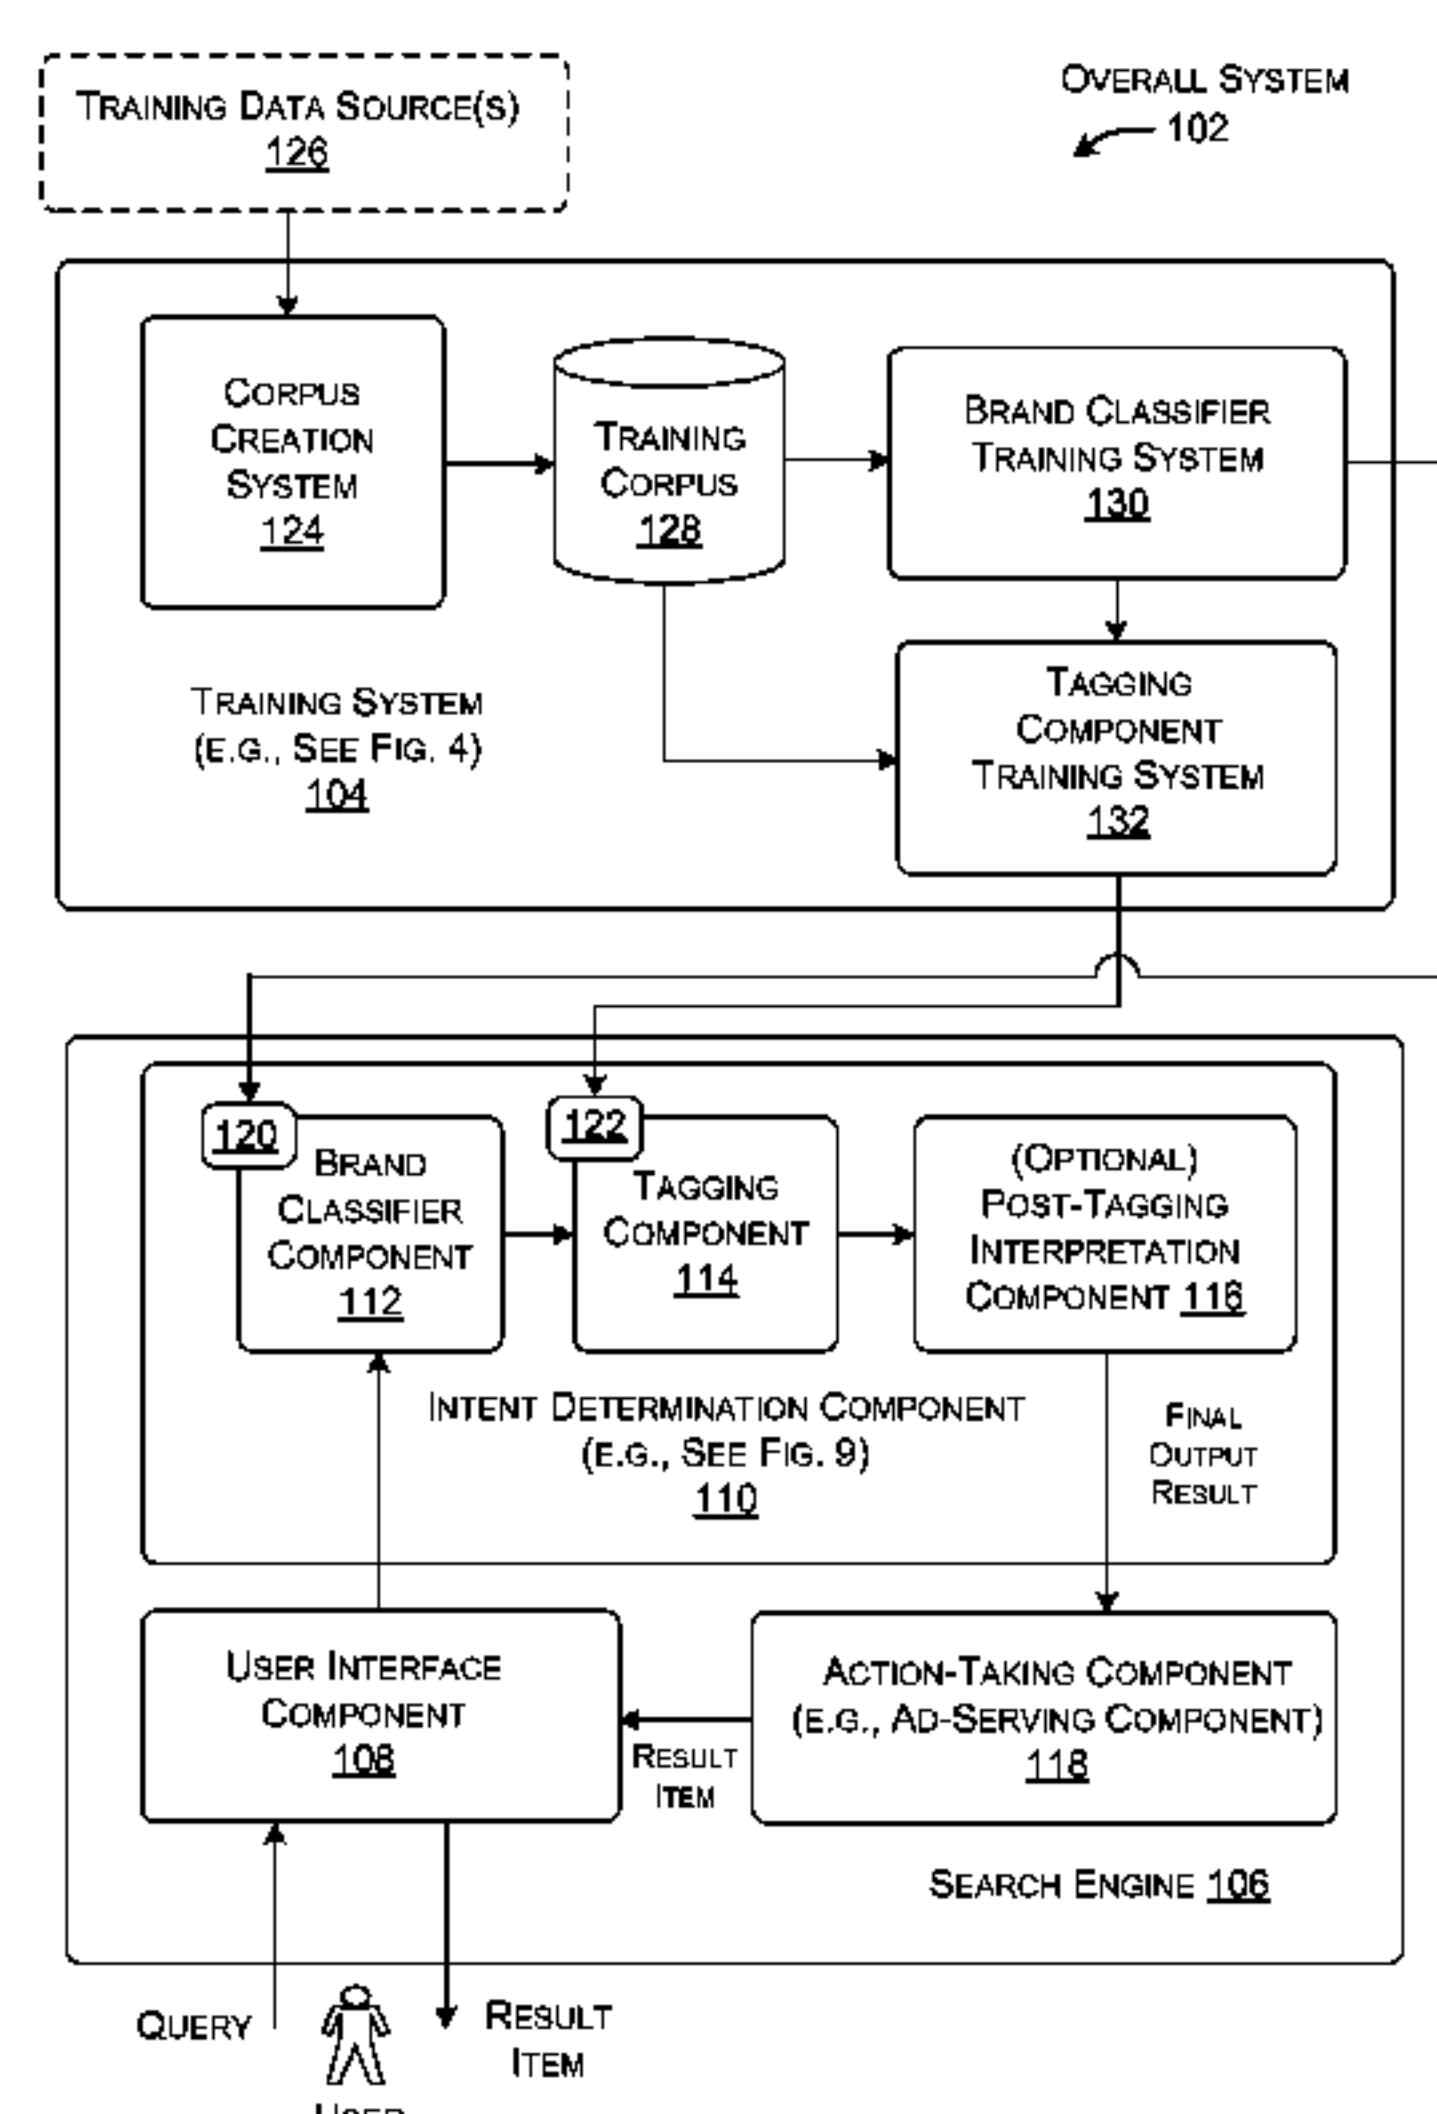 TRAINING DATA SOURCE(S)
126
OVERALL SYSTEM
102
CORPUS
CREATION
SYSTEM
124
TRAINING
CORPUS
128
BRAND CLASSIFIER
TRAINING SYSTEM
130
TRAINING SYSTEM
(E.G., SEE FIG. 4)
104
TAGGING
COMPONENT
TRAINING SYSTEM
132
120
BRAND
CLASSIFIER
COMPONENT
112
122
TAGGING
COMPONENT
114
(OPTIONAL)
POST-TAGGING
INTERPRETATION
COMPONENT 116
INTENT DETERMINATION COMPONENT
(E.G., SEE FIG. 9)
110
FINAL
OUTPUT
RESULT
USER INTERFACE
COMPONENT
108
RESULT
ITEM
ACTION-TAKING COMPONENT
(E.G., AD-SERVING COMPONENT)
118
SEARCH ENGINE 106
QUERY
RESULT
ITEM
USER